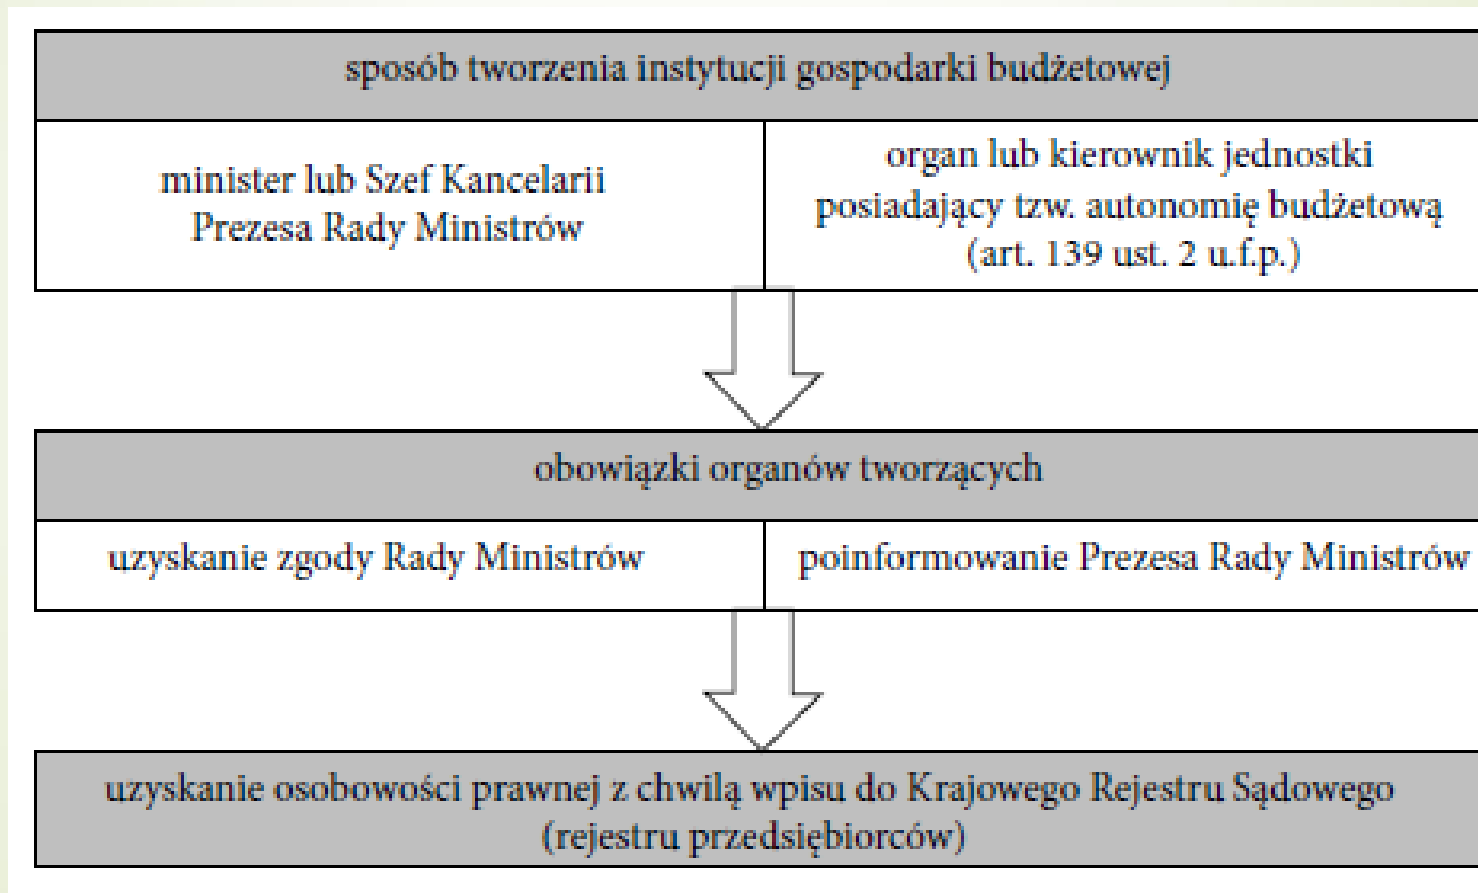 sposób tworzenia instytucji gospodarki budżetowej
minister lub Szef Kancelarii
Prezesa Rady Ministrów
organ lub kierownik jednostki
posiadający tzw. autonomię budżetową
(art. 139 ust. 2 u.f.p.)
obowiązki organów tworzących
uzyskanie zgody Rady Ministrów
poinformowanie Prezesa Rady Ministrów
uzyskanie osobowości prawnej z chwilą wpisu do Krajowego Rejestru Sądowego
(rejestru przedsiębiorców)